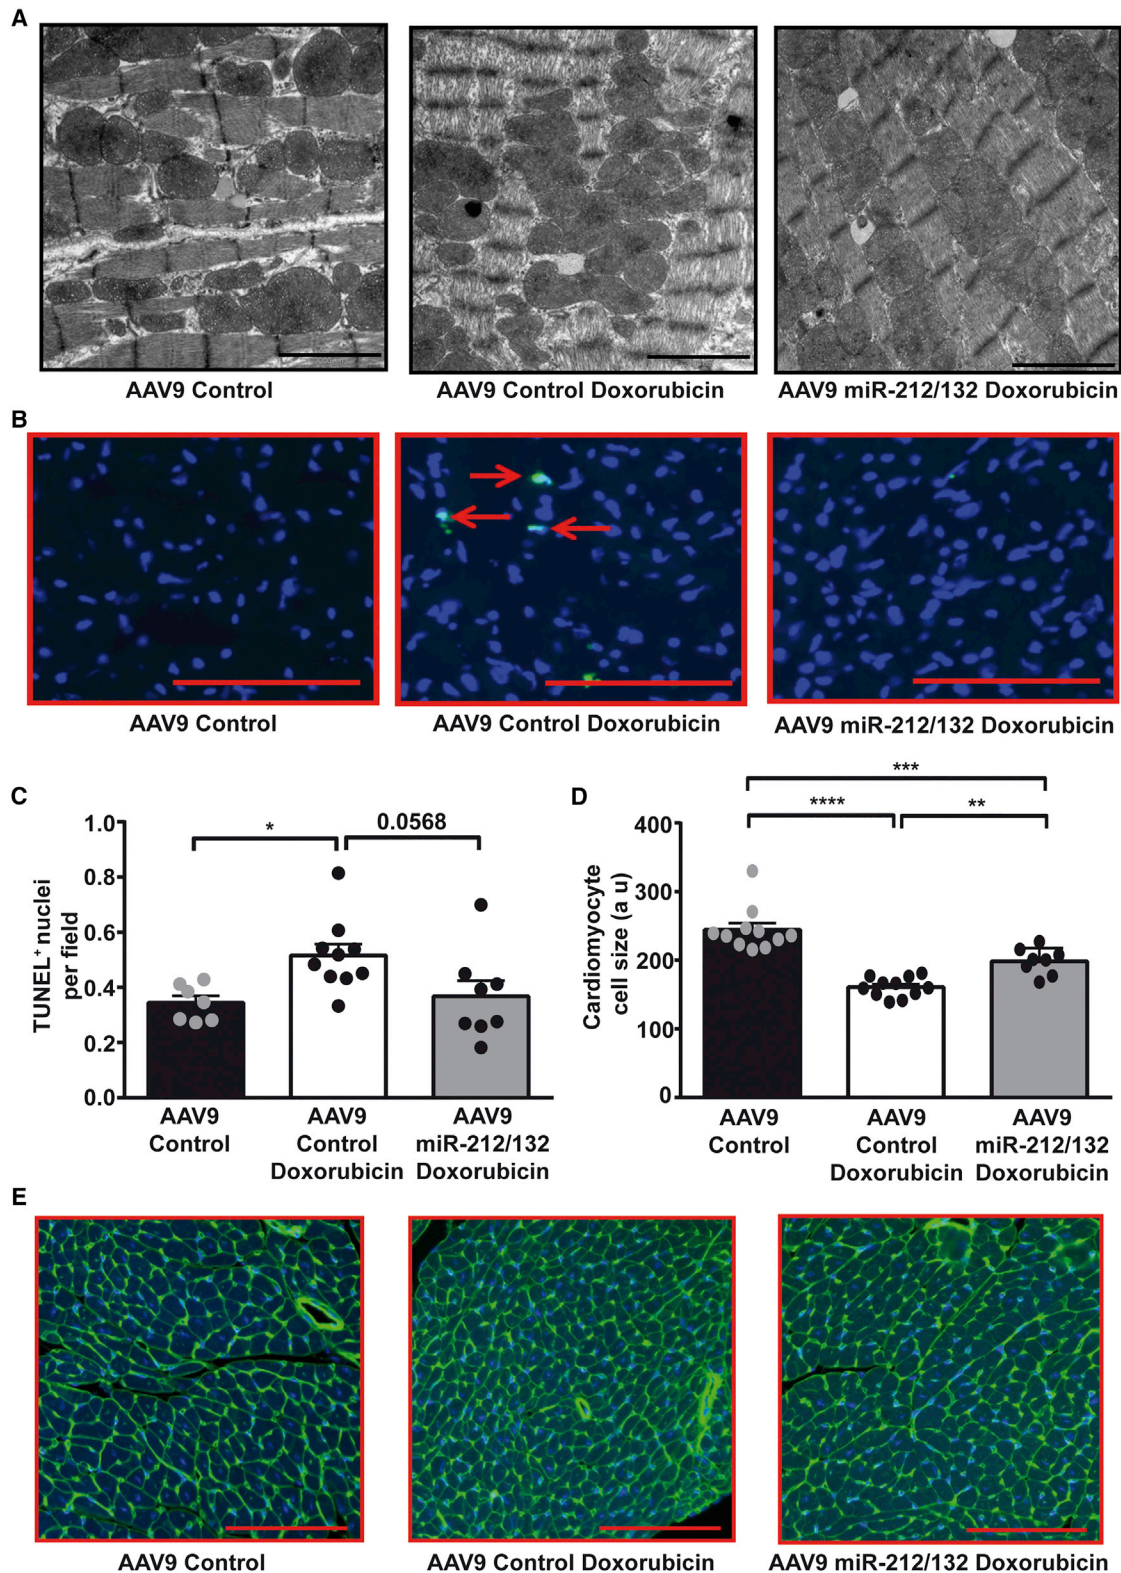 A
AAV9 Control
AAV9 Control Doxorubicin
AAV9 miR-212/132 Doxorubicin
B
AAV9 Control
AAV9 Control Doxorubicin
AAV9 miR-212/132 Doxorubicin
C
TUNEL⁺ nuclei
per field
1.0
0.8
0.6
0.4
0.2
0.0
*
0.0568
AAV9
Control
AAV9
Control
Doxorubicin
AAV9
miR-212/132
Doxorubicin
D
Cardiomyocyte
cell size (a u)
400
300
200
100
0
***
****
**
AAV9
Control
AAV9
Control
Doxorubicin
AAV9
miR-212/132
Doxorubicin
E
AAV9 Control
AAV9 Control Doxorubicin
AAV9 miR-212/132 Doxorubicin